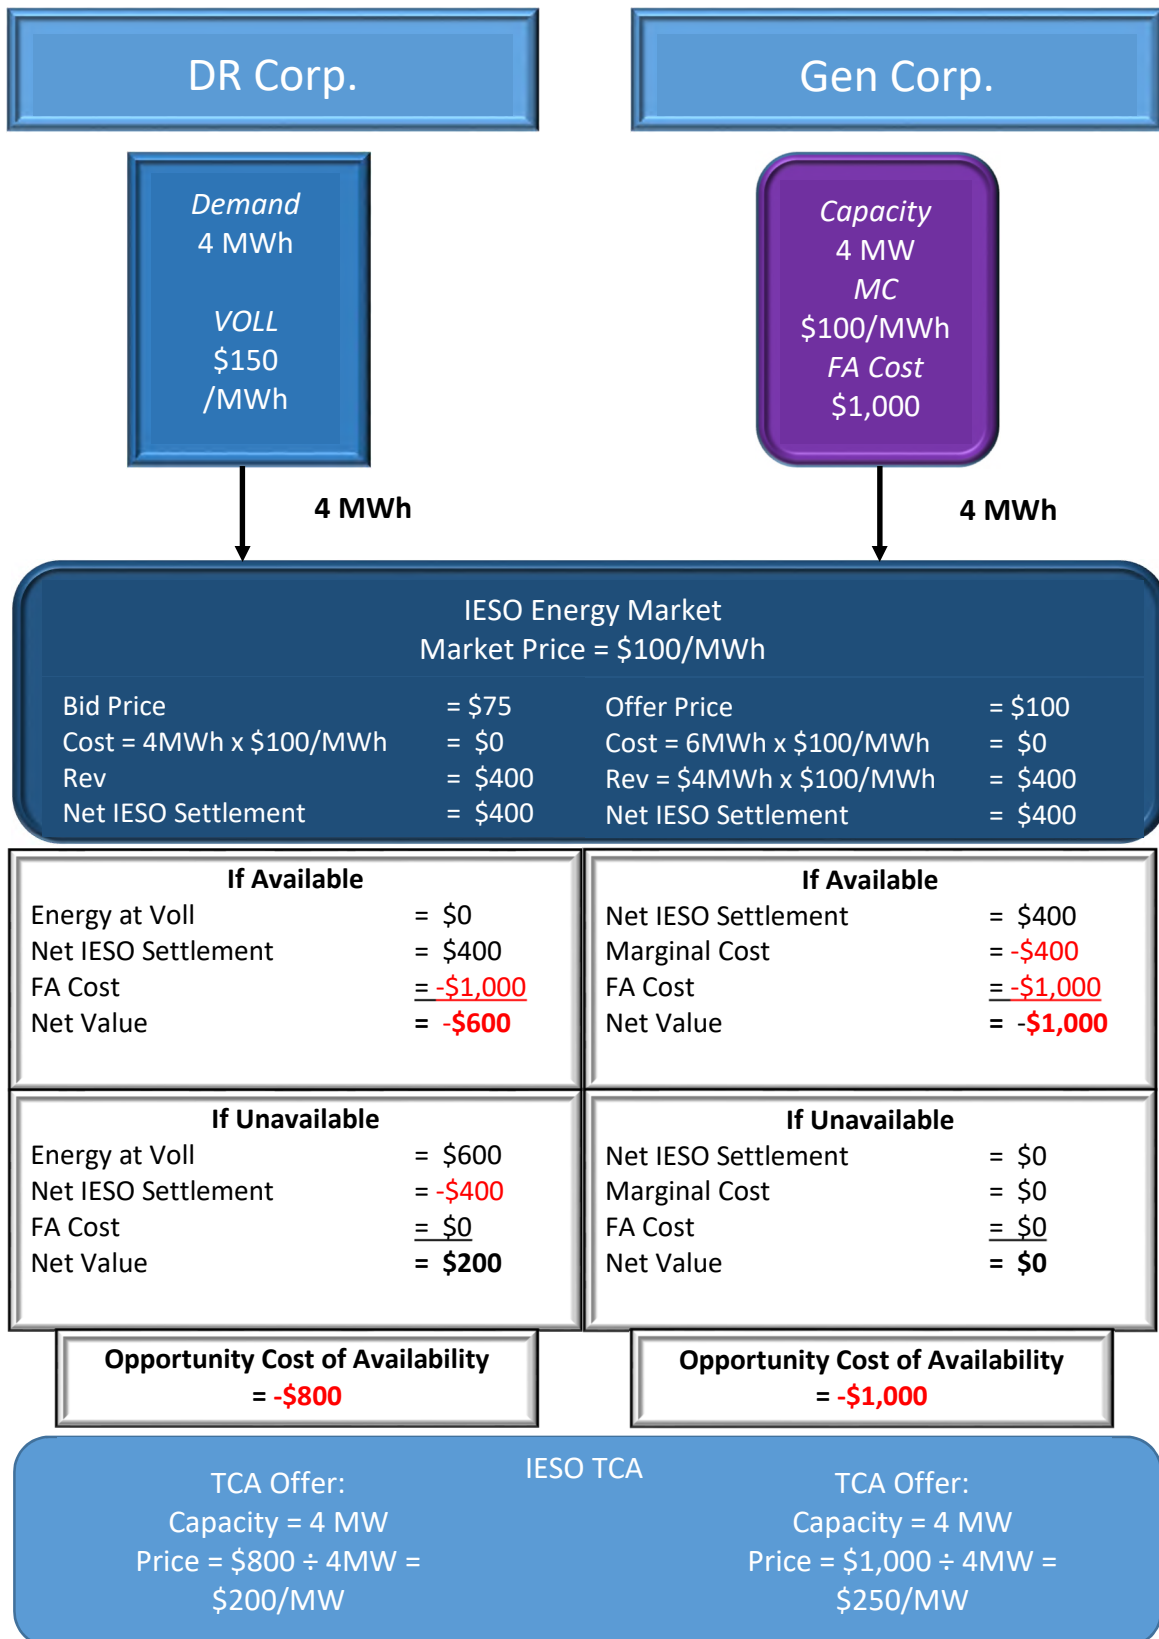 DR Corp.
Gen Corp.
Demand
4 MWh
VOLL
$150
/MWh
Capacity
4 MW
MC
$100/MWh
FA Cost
$1,000
4 MWh
4 MWh
IESO Energy Market
Market Price = $100/MWh
Bid Price = $75
Cost = 4MWh x $100/MWh = $0
Rev = $400
Net IESO Settlement = $400
Offer Price = $100
Cost = 6MWh x $100/MWh = $0
Rev = $4MWh x $100/MWh = $400
Net IESO Settlement = $400
If Available
Energy at Voll = $0
Net IESO Settlement = $400
FA Cost = -$1,000
Net Value = -$600
If Available
Net IESO Settlement = $400
Marginal Cost = -$400
FA Cost = -$1,000
Net Value = -$1,000
If Unavailable
Energy at Voll = $600
Net IESO Settlement = -$400
FA Cost = $0
Net Value = $200
If Unavailable
Net IESO Settlement = $0
Marginal Cost = $0
FA Cost = $0
Net Value = $0
Opportunity Cost of Availability
= -$800
Opportunity Cost of Availability
= -$1,000
IESO TCA
TCA Offer:
Capacity = 4 MW
Price = $800 ÷ 4MW =
$200/MW
TCA Offer:
Capacity = 4 MW
Price = $1,000 ÷ 4MW =
$250/MW